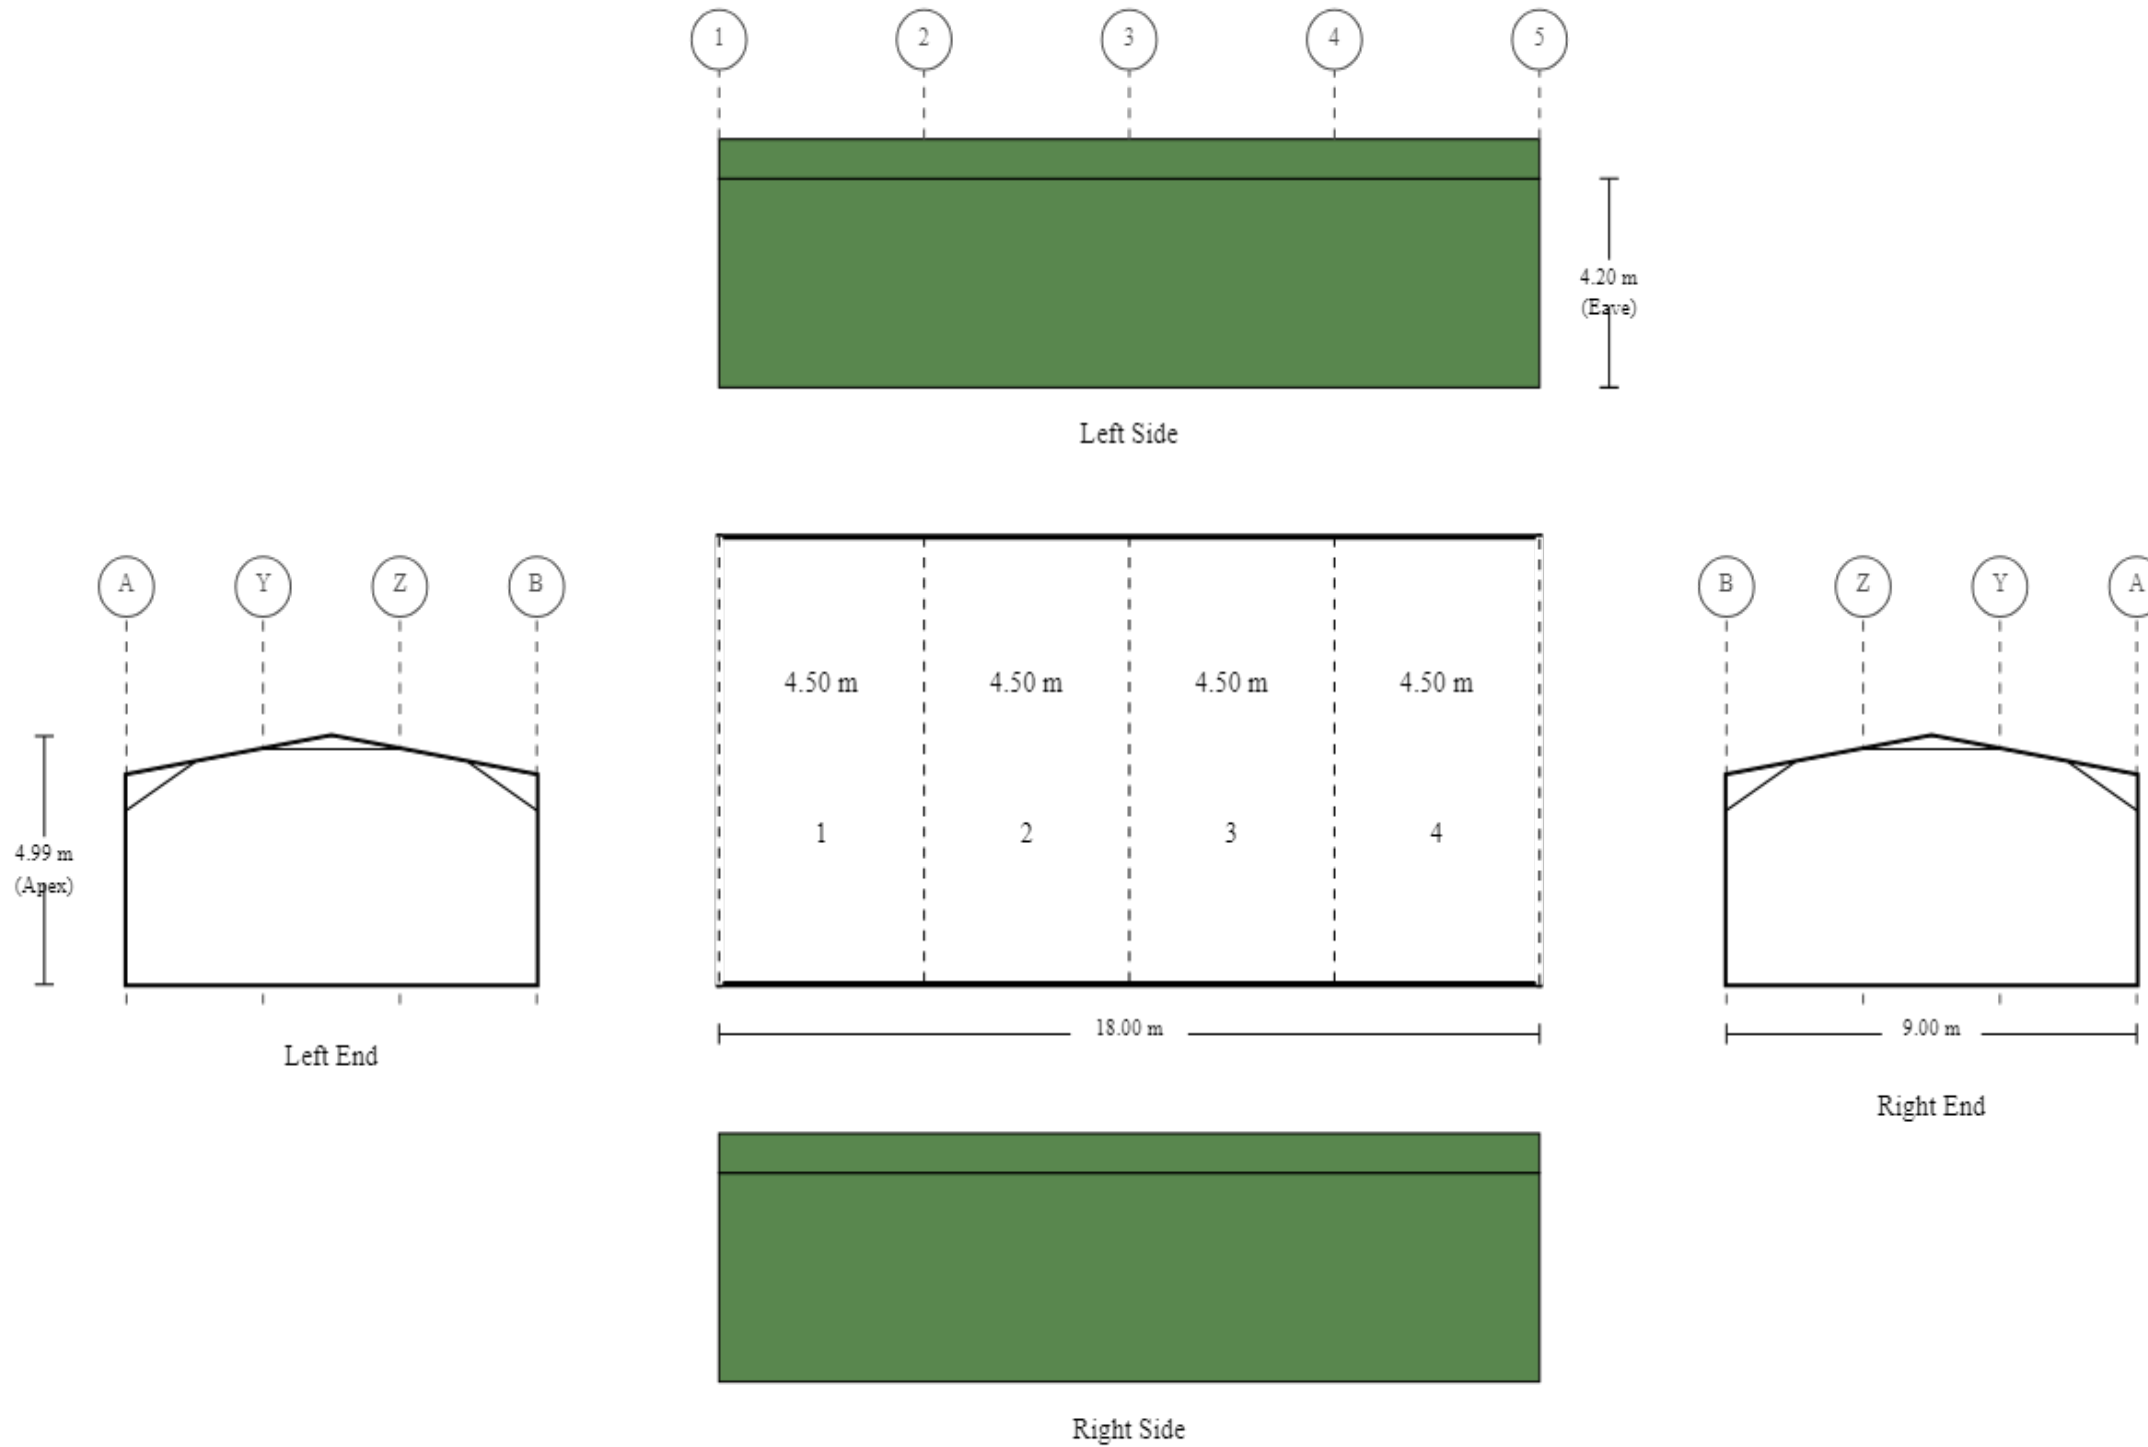 1 2 3 4 5
4.20 m
(Eave)
Left Side
A Y Z B
B Z Y A
4.50 m 4.50 m 4.50 m 4.50 m
1 2 3 4
4.99 m
(Apex)
18.00 m
9.00 m
Left End
Right End
Right Side